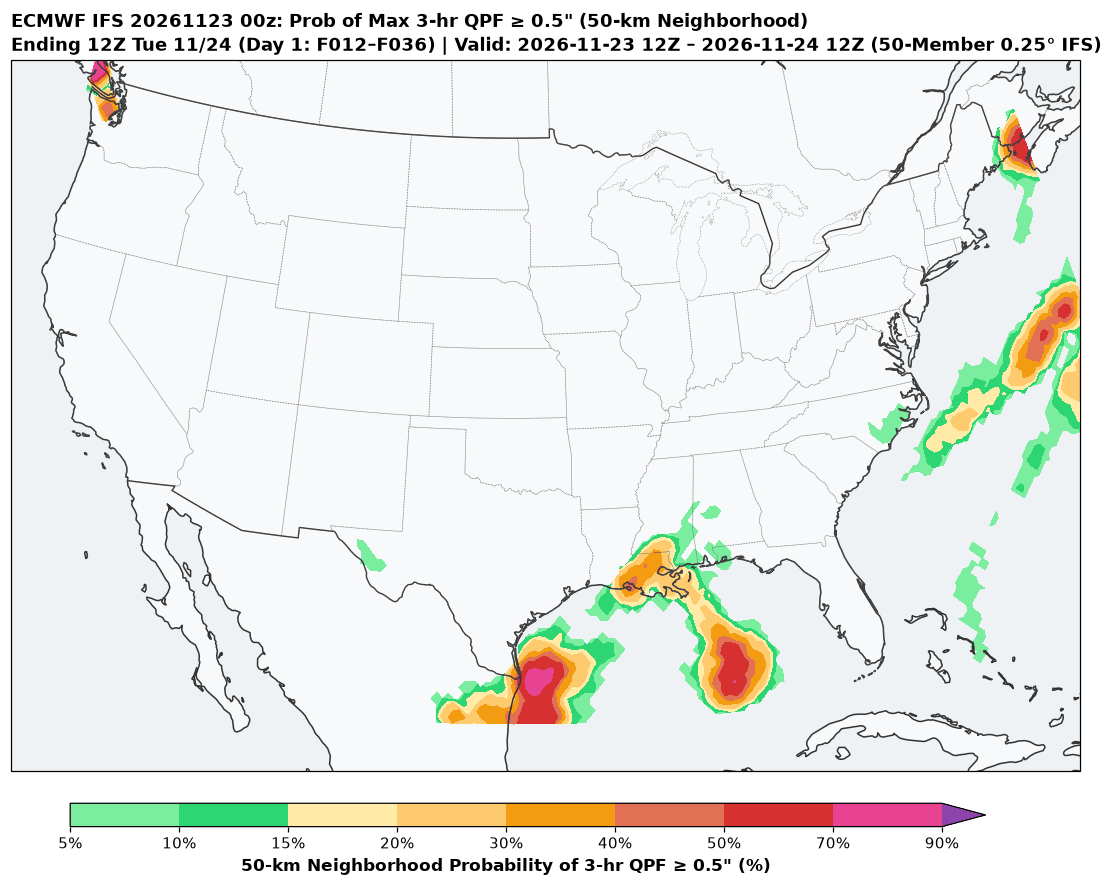 ECMWF IFS 20261123 00z: Prob of Max 3-hr QPF ≥ 0.5" (50-km Neighborhood)
Ending 12Z Tue 11/24 (Day 1: F012–F036) | Valid: 2026-11-23 12Z – 2026-11-24 12Z (50-Member 0.25° IFS)
5% 10% 15% 20% 30% 40% 50% 70% 90%
50-km Neighborhood Probability of 3-hr QPF ≥ 0.5" (%)